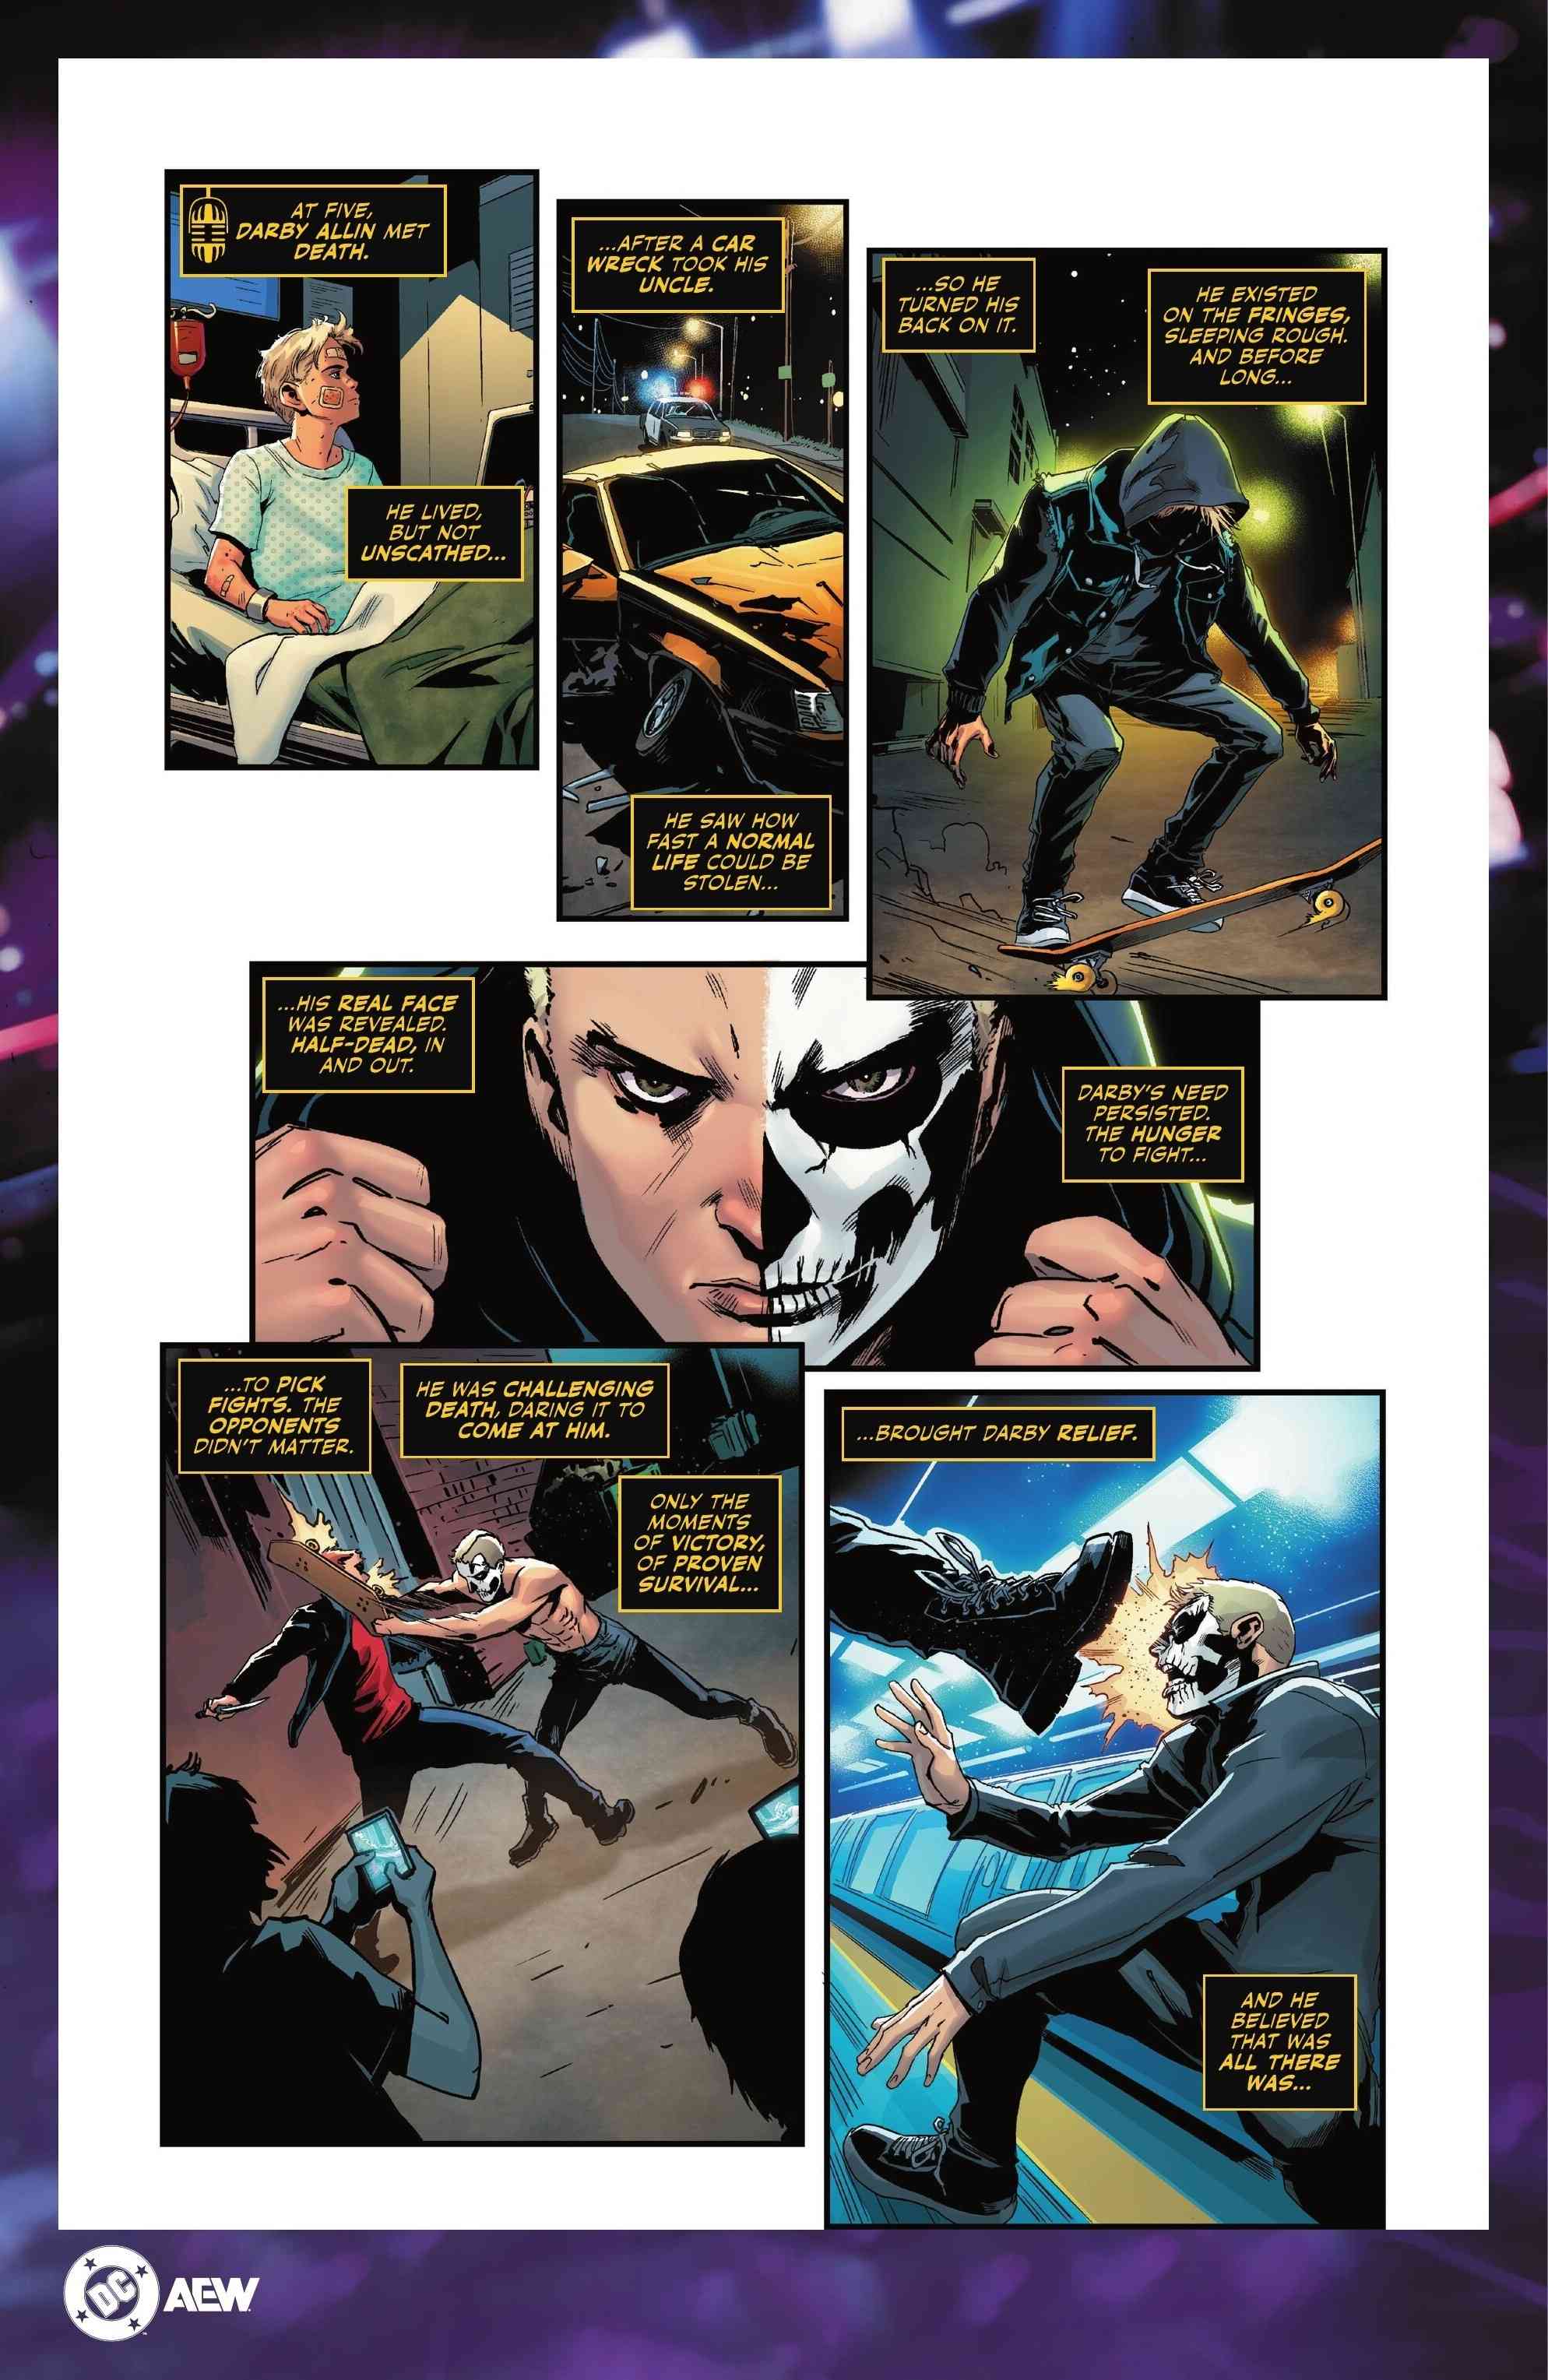 AT FIVE,
DARBY ALLIN MET
DEATH.
HE LIVED,
BUT NOT
UNSCATHED...
...AFTER A CAR
WRECK TOOK HIS
UNCLE.
HE SAW HOW
FAST A NORMAL
LIFE COULD BE
STOLEN...
...SO HE
TURNED HIS
BACK ON IT.
HE EXISTED
ON THE FRINGES,
SLEEPING ROUGH.
AND BEFORE
LONG...
...HIS REAL FACE
WAS REVEALED.
HALF-DEAD, IN
AND OUT.
DARBY'S NEED
PERSISTED.
THE HUNGER
TO FIGHT...
...TO PICK
FIGHTS. THE
OPPONENTS
DIDN'T MATTER.
HE WAS CHALLENGING
DEATH, DARING IT TO
COME AT HIM.
ONLY THE
MOMENTS
OF VICTORY,
OF PROVEN
SURVIVAL...
...BROUGHT DARBY RELIEF.
AND HE
BELIEVED
THAT WAS
ALL THERE
WAS...
DC AEW